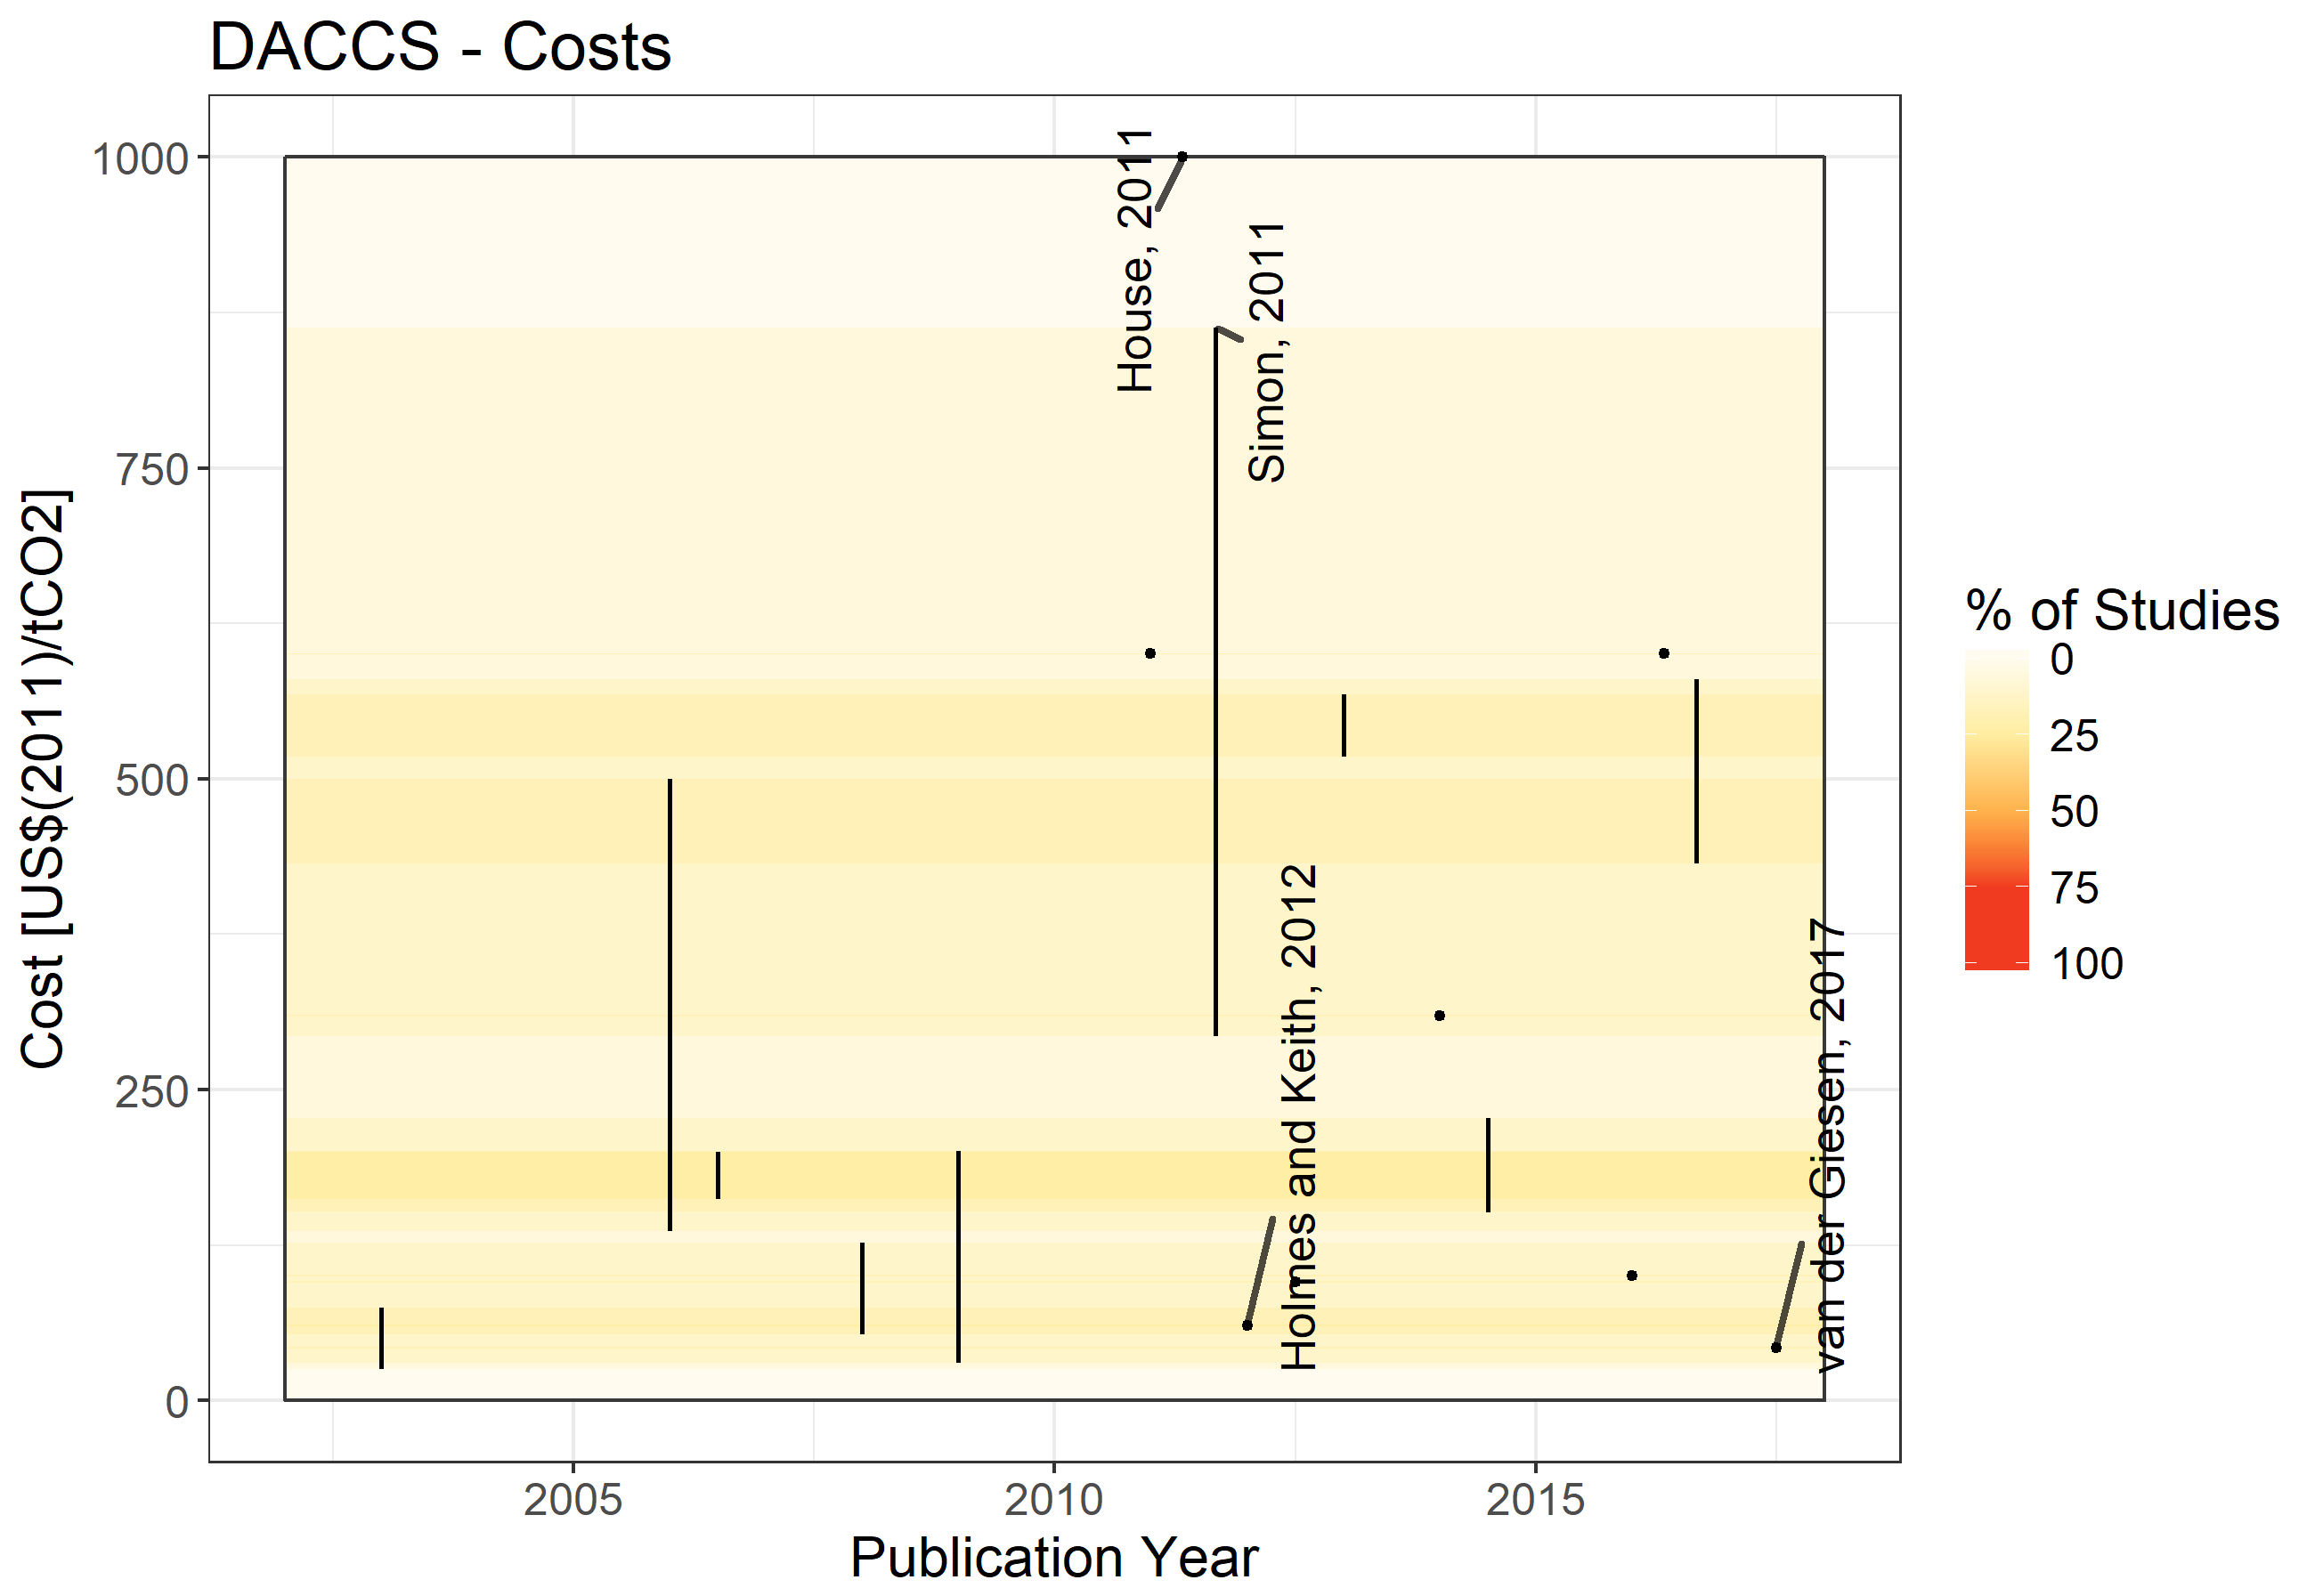 DACCS - Costs
Cost [US$(2011)/tCO2]
1000
750
500
250
0
House, 2011
Simon, 2011
Holmes and Keith, 2012
van der Giesen, 2017
2005
2010
2015
Publication Year
% of Studies
0
25
50
75
100